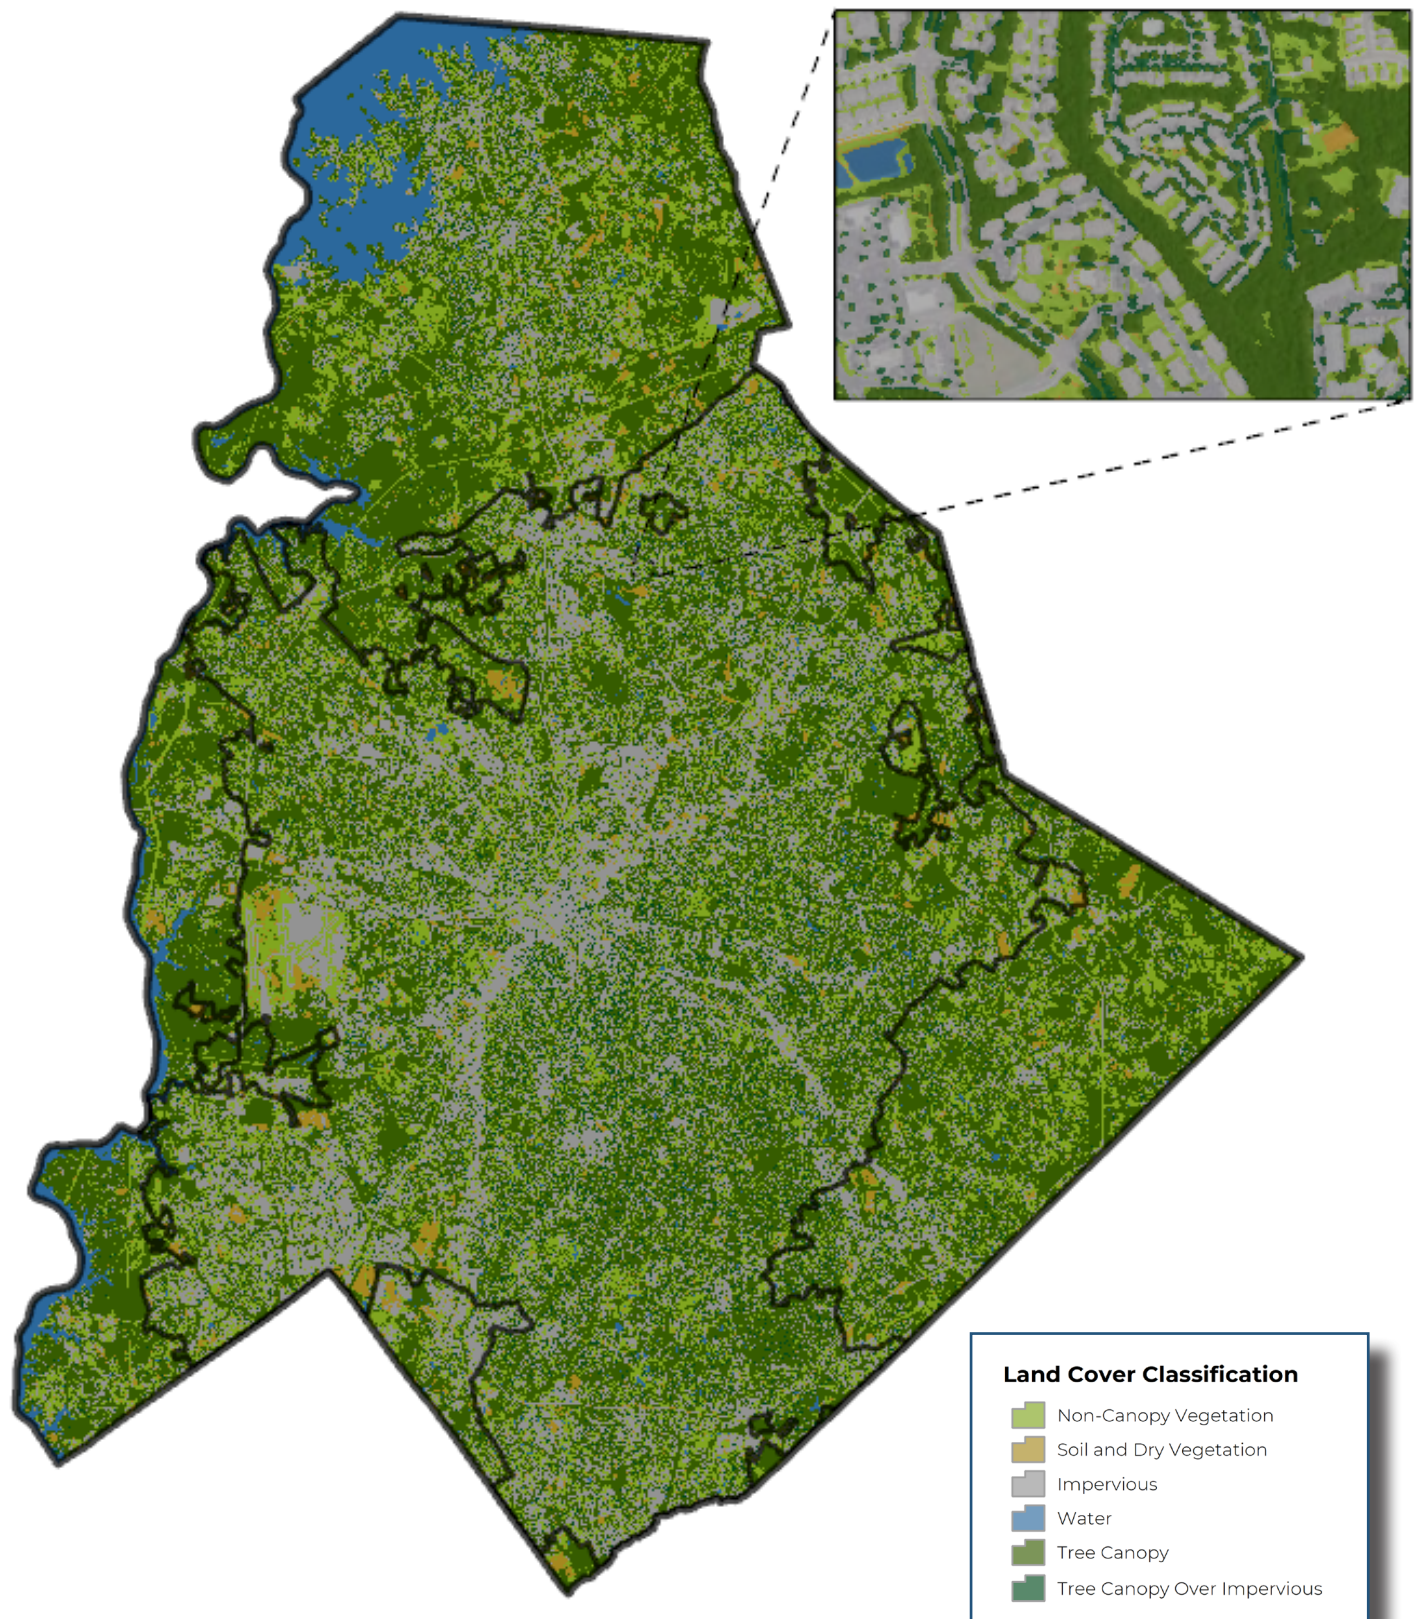 Land Cover Classification
Non-Canopy Vegetation
Soil and Dry Vegetation
Impervious
Water
Tree Canopy
Tree Canopy Over Impervious